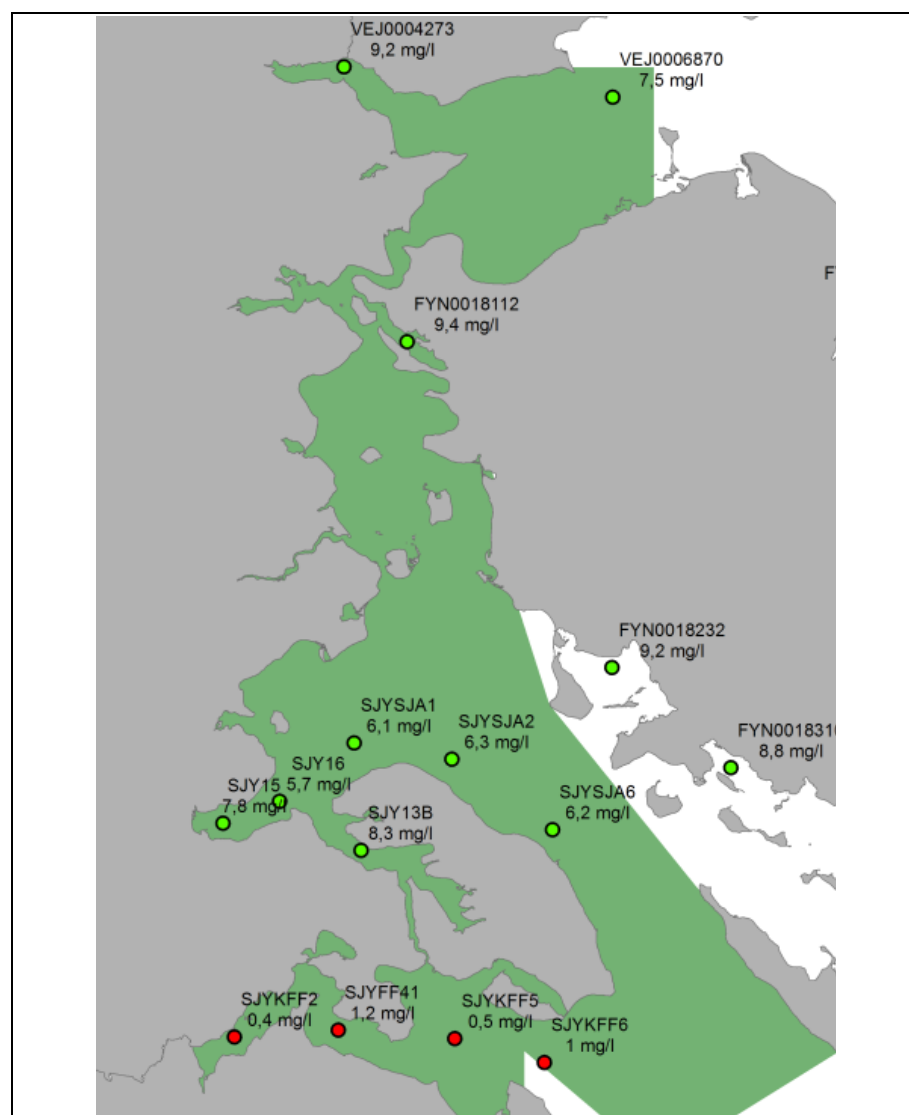 VEJ0004273
9,2 mg/l
VEJ0006870
7,5 mg/l
F
FYN0018112
9,4 mg/l
FYN0018232
9,2 mg/l
SJYSJA1
6,1 mg/l
SJYSJA2
6,3 mg/l
FYN001831
8,8 mg/l
SJY16
5,7 mg/l
SJY15
7,8 mg/l
SJYSJA6
6,2 mg/l
SJY13B
8,3 mg/l
SJYFF41
1,2 mg/l
SJYKFF2
0,4 mg/l
SJYKFF5
0,5 mg/l
SJYKFF6
1 mg/l